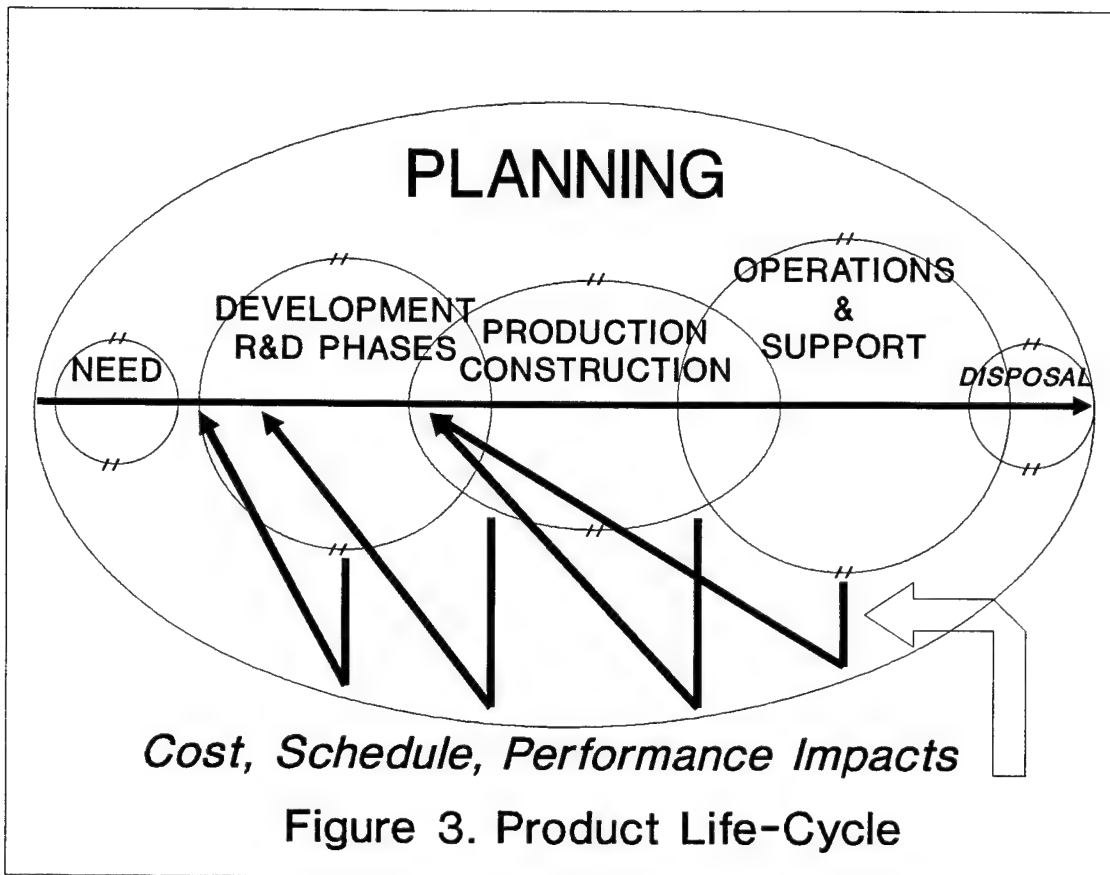 PLANNING
NEED
DEVELOPMENT
R&D PHASES
PRODUCTION
CONSTRUCTION
OPERATIONS
&
SUPPORT
DISPOSAL
Cost, Schedule, Performance Impacts
Figure 3. Product Life-Cycle